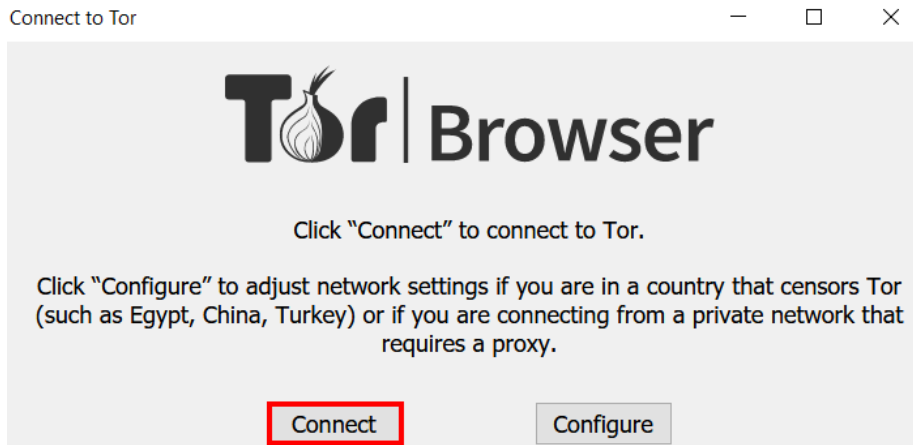 Connect to Tor
Tor Browser
Click “Connect” to connect to Tor.
Click “Configure” to adjust network settings if you are in a country that censors Tor
(such as Egypt, China, Turkey) or if you are connecting from a private network that
requires a proxy.
Connect Configure